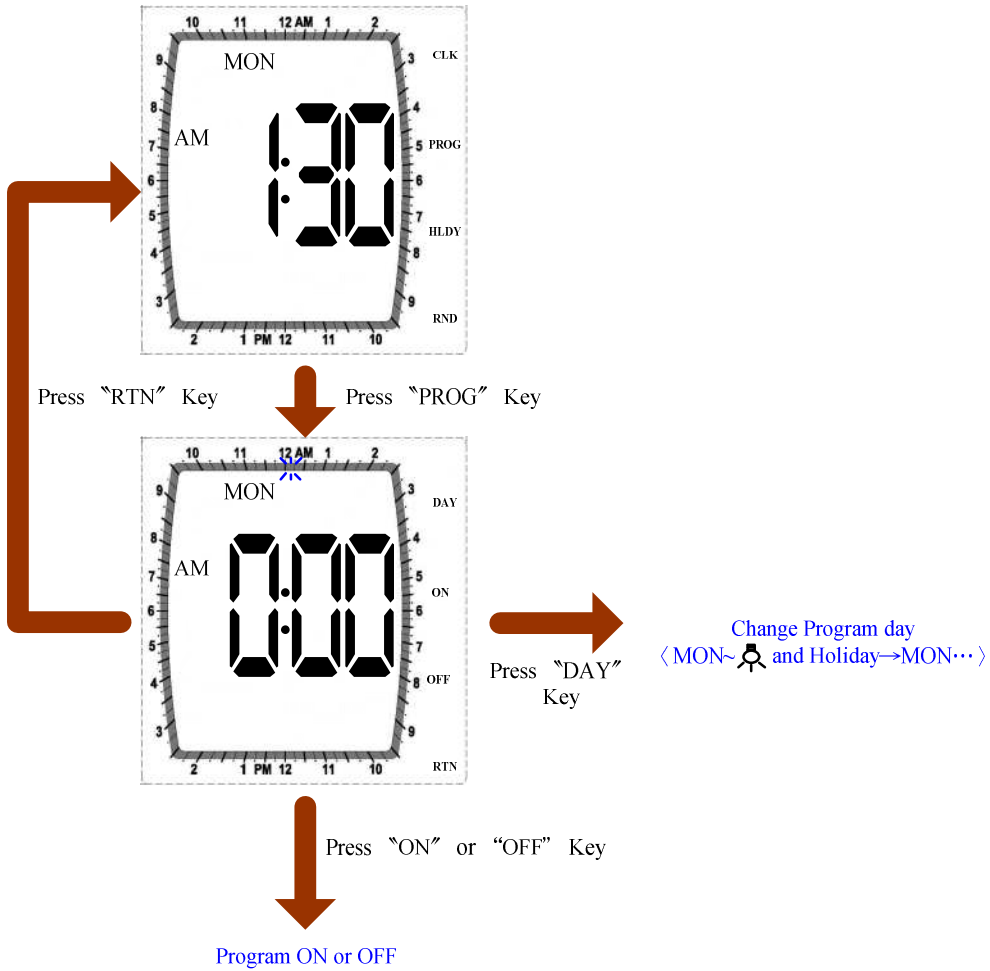 10 11 12 AM 1 2
9 MON 3 CLK
8 4
AM 1:30
7 5 PROG
6 6
5 7 HLDY
4 8
3 9 RND
2 1 PM 12 11 10
Press 〝RTN〞 Key
Press 〝PROG〞 Key
10 11 12 AM 1 2
9 MON 3 DAY
8 4
AM 0:00
7 5 ON
6 6
5 7
4 8 OFF
3 9
2 1 PM 12 11 10 RTN
Press 〝DAY〞
Key
Change Program day
〈 MON~ and Holiday→MON⋯ 〉
Press 〝ON〞 or “OFF” Key
Program ON or OFF